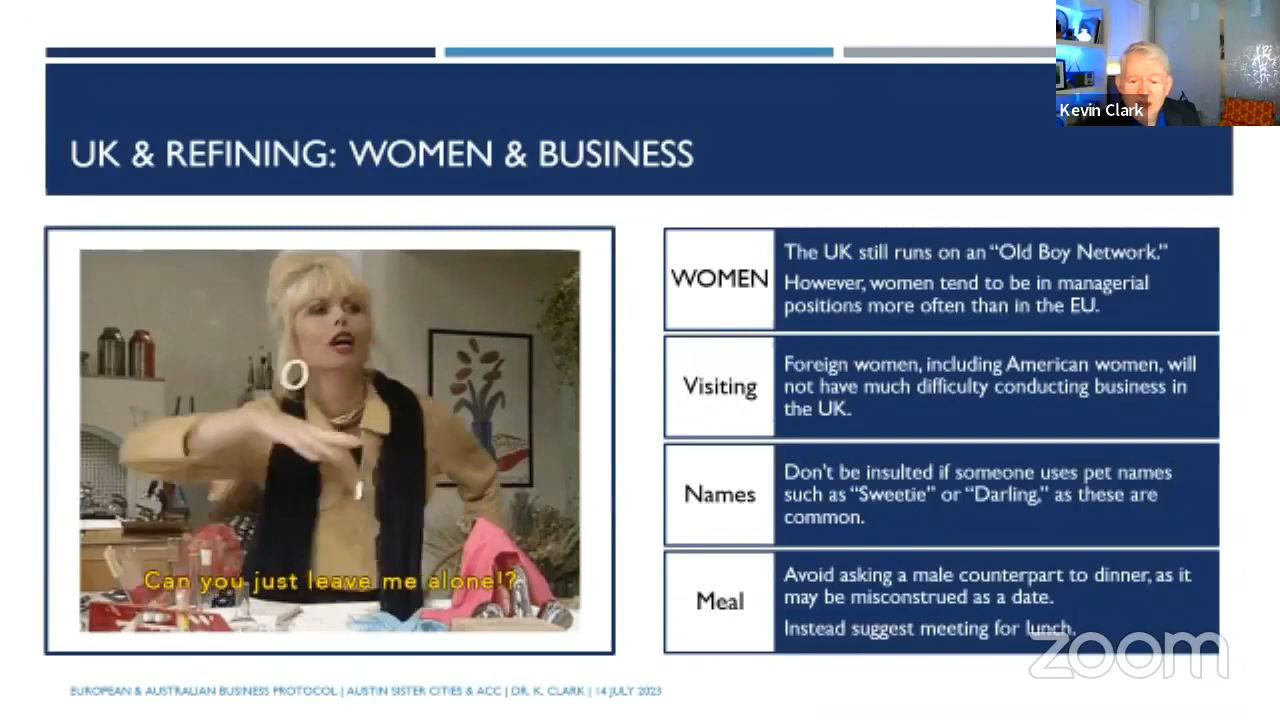 Kevin Clark
UK & REFINING: WOMEN & BUSINESS
Can you just leave me alone!?
WOMEN
The UK still runs on an “Old Boy Network.”
However, women tend to be in managerial
positions more often than in the EU.
Visiting
Foreign women, including American women, will
not have much difficulty conducting business in
the UK.
Names
Don't be insulted if someone uses pet names
such as “Sweetie” or “Darling,” as these are
common.
Meal
Avoid asking a male counterpart to dinner, as it
may be misconstrued as a date.
Instead suggest meeting for lunch.
zoom
EUROPEAN & AUSTRALIAN BUSINESS PROTOCOL | AUSTIN SISTER CITIES & ACC | DR. K. CLARK | 14 JULY 2023